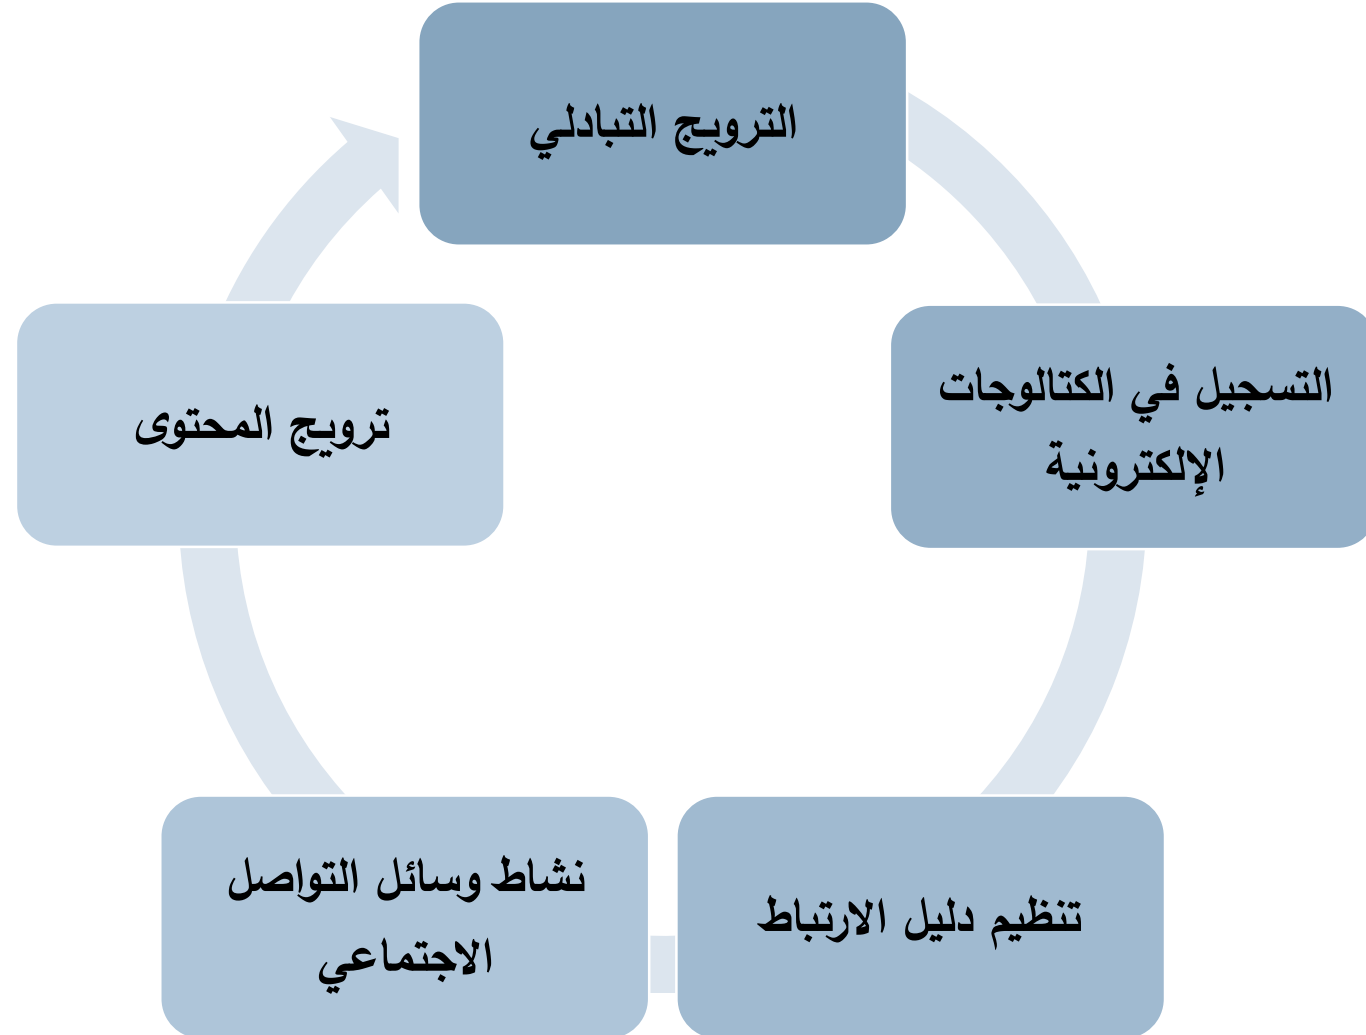 الترويج التبادلي
التسجيل في الكتالوجات
الإلكترونية
تنظيم دليل الارتباط
نشاط وسائل التواصل
الاجتماعي
ترويج المحتوى